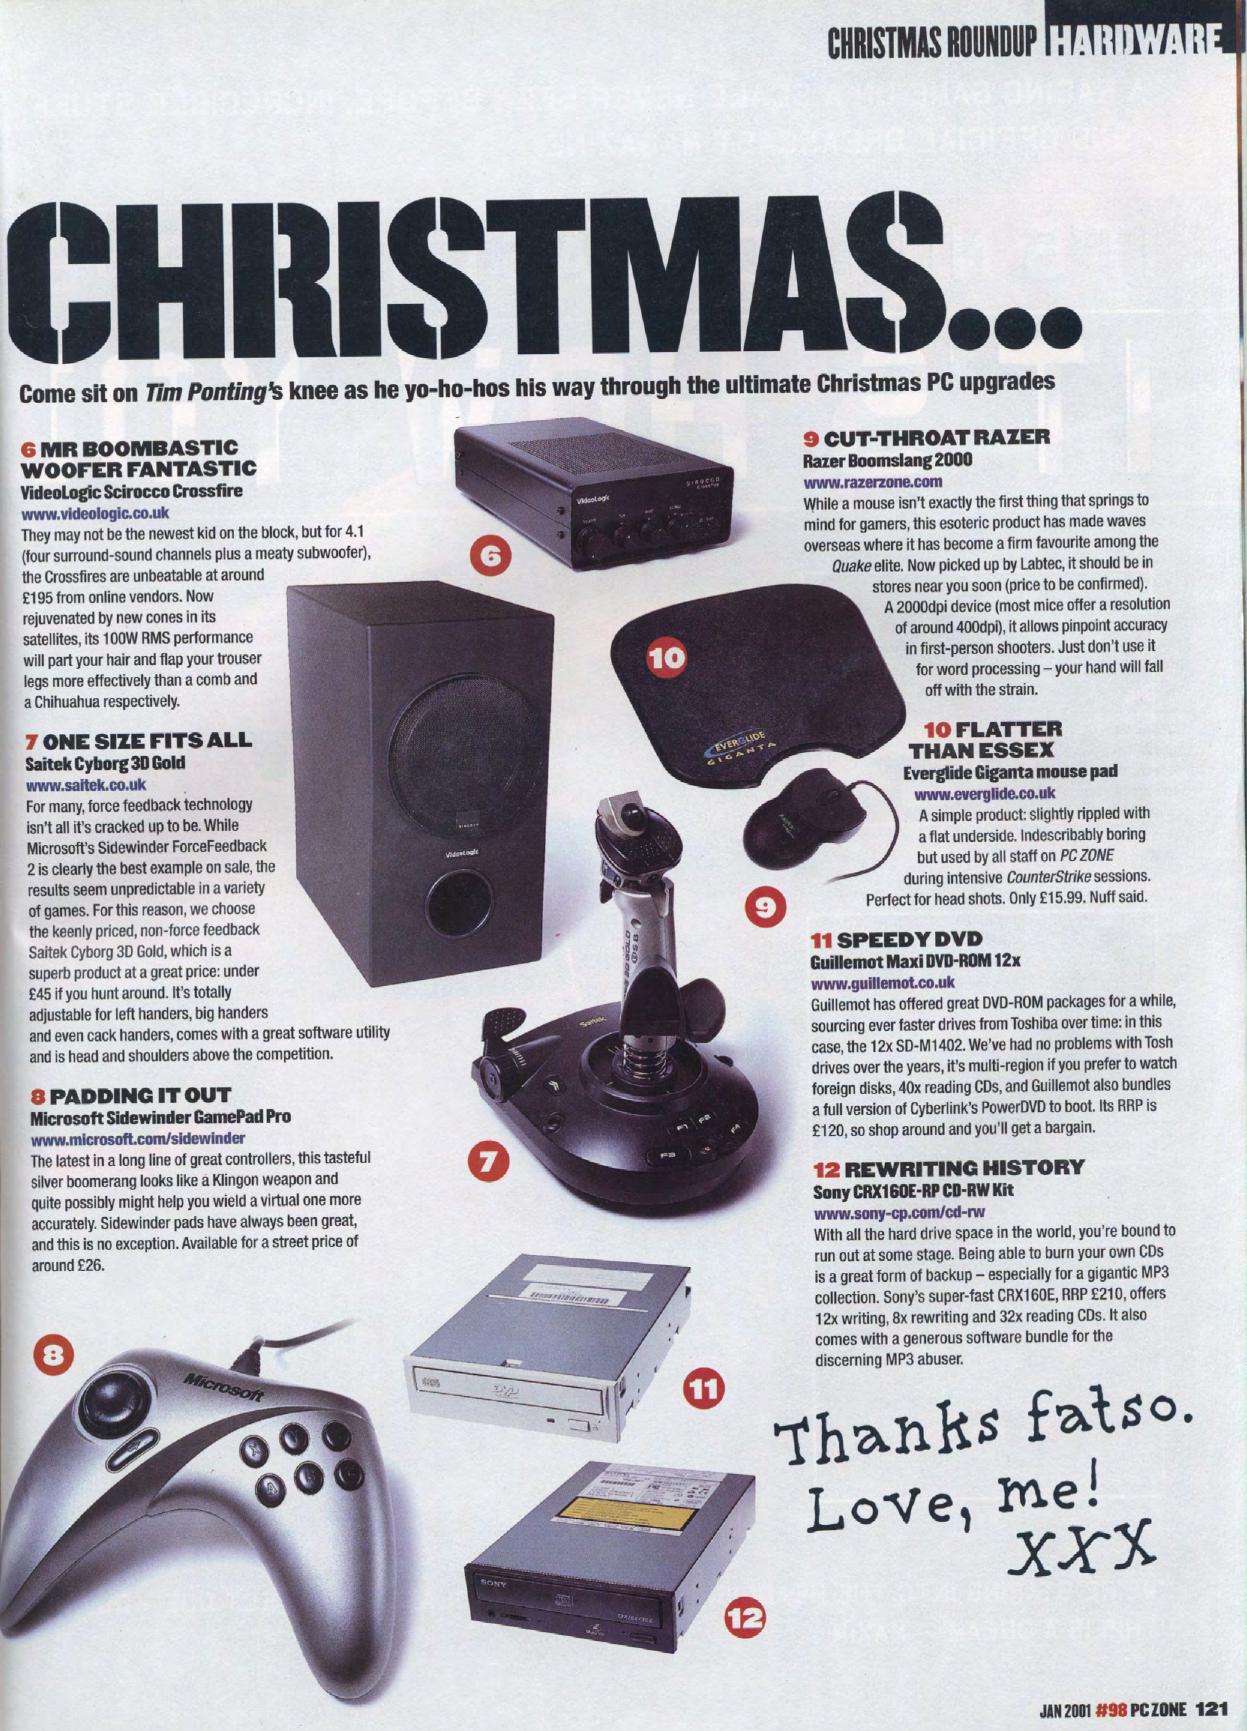 CHRISTMAS ROUNDUP HARDWARE
CHRISTMAS...
Come sit on Tim Ponting's knee as he yo-ho-hos his way through the ultimate Christmas PC upgrades
6 MR BOOMBASTIC
WOOFER FANTASTIC
VideoLogic Scirocco Crossfire
www.videologic.co.uk
They may not be the newest kid on the block, but for 4.1
(four surround-sound channels plus a meaty subwoofer),
the Crossfires are unbeatable at around
£195 from online vendors. Now
rejuvenated by new cones in its
satellites, its 100W RMS performance
will part your hair and flap your trouser
legs more effectively than a comb and
a Chihuahua respectively.
7 ONE SIZE FITS ALL
Saitek Cyborg 3D Gold
www.saitek.co.uk
For many, force feedback technology
isn't all it's cracked up to be. While
Microsoft's Sidewinder ForceFeedback
2 is clearly the best example on sale, the
results seem unpredictable in a variety
of games. For this reason, we choose
the keenly priced, non-force feedback
Saitek Cyborg 3D Gold, which is a
superb product at a great price: under
£45 if you hunt around. It's totally
adjustable for left handers, big handers
and even cack handers, comes with a great software utility
and is head and shoulders above the competition.
8 PADDING IT OUT
Microsoft Sidewinder GamePad Pro
www.microsoft.com/sidewinder
The latest in a long line of great controllers, this tasteful
silver boomerang looks like a Klingon weapon and
quite possibly might help you wield a virtual one more
accurately. Sidewinder pads have always been great,
and this is no exception. Available for a street price of
around £26.
VideoLogic
SIROCCO
6
10
EVERGLIDE
GIGANTA
SIROCCO
VideoLogic
9
Saitek
F1
F2
F3
F4
7
8
Microsoft
11
SONY
12
9 CUT-THROAT RAZER
Razer Boomslang 2000
www.razerzone.com
While a mouse isn't exactly the first thing that springs to
mind for gamers, this esoteric product has made waves
overseas where it has become a firm favourite among the
Quake elite. Now picked up by Labtec, it should be in
stores near you soon (price to be confirmed).
A 2000dpi device (most mice offer a resolution
of around 400dpi), it allows pinpoint accuracy
in first-person shooters. Just don't use it
for word processing – your hand will fall
off with the strain.
10 FLATTER
THAN ESSEX
Everglide Giganta mouse pad
www.everglide.co.uk
A simple product: slightly rippled with
a flat underside. Indescribably boring
but used by all staff on PC ZONE
during intensive CounterStrike sessions.
Perfect for head shots. Only £15.99. Nuff said.
11 SPEEDY DVD
Guillemot Maxi DVD-ROM 12x
www.guillemot.co.uk
Guillemot has offered great DVD-ROM packages for a while,
sourcing ever faster drives from Toshiba over time: in this
case, the 12x SD-M1402. We've had no problems with Tosh
drives over the years, it's multi-region if you prefer to watch
foreign disks, 40x reading CDs, and Guillemot also bundles
a full version of Cyberlink's PowerDVD to boot. Its RRP is
£120, so shop around and you'll get a bargain.
12 REWRITING HISTORY
Sony CRX160E-RP CD-RW Kit
www.sony-cp.com/cd-rw
With all the hard drive space in the world, you're bound to
run out at some stage. Being able to burn your own CDs
is a great form of backup – especially for a gigantic MP3
collection. Sony's super-fast CRX160E, RRP £210, offers
12x writing, 8x rewriting and 32x reading CDs. It also
comes with a generous software bundle for the
discerning MP3 abuser.
Thanks fatso.
Love, me!
XXX
JAN 2001 #98 PC ZONE 121